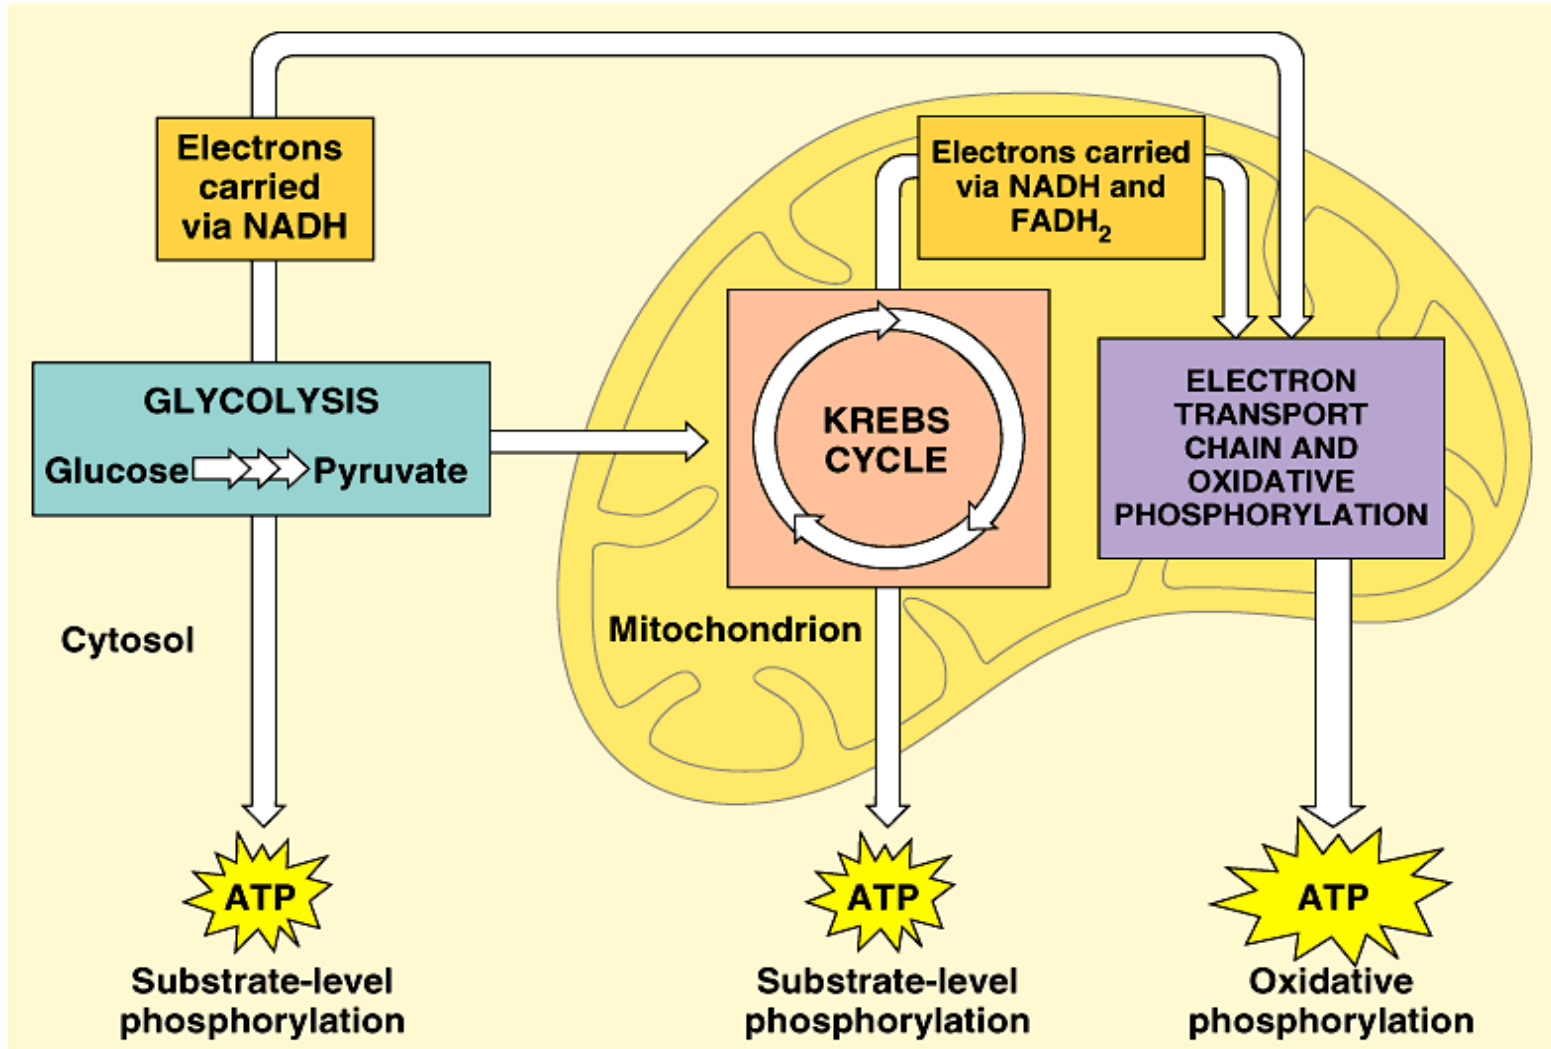 Electrons
carried
via NADH
Electrons carried
via NADH and
FADH₂
GLYCOLYSIS
Glucose Pyruvate
KREBS
CYCLE
ELECTRON
TRANSPORT
CHAIN AND
OXIDATIVE
PHOSPHORYLATION
Cytosol
Mitochondrion
ATP
ATP
ATP
Substrate-level
phosphorylation
Substrate-level
phosphorylation
Oxidative
phosphorylation